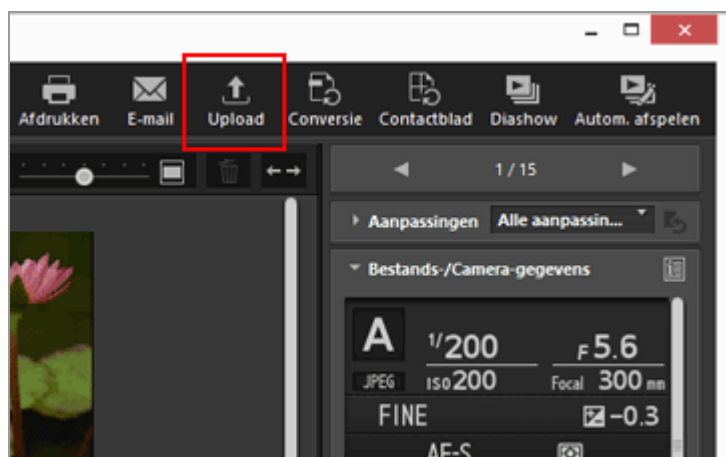 Afdrukken E-mail Upload Conversie Contactblad Diashow Autom. afspelen
1 / 15
Aanpassingen Alle aanpassin...
Bestands-/Camera-gegevens
A 1/200 F5.6
JPEG ISO200 Focal 300 mm
FINE -0.3
AF-S